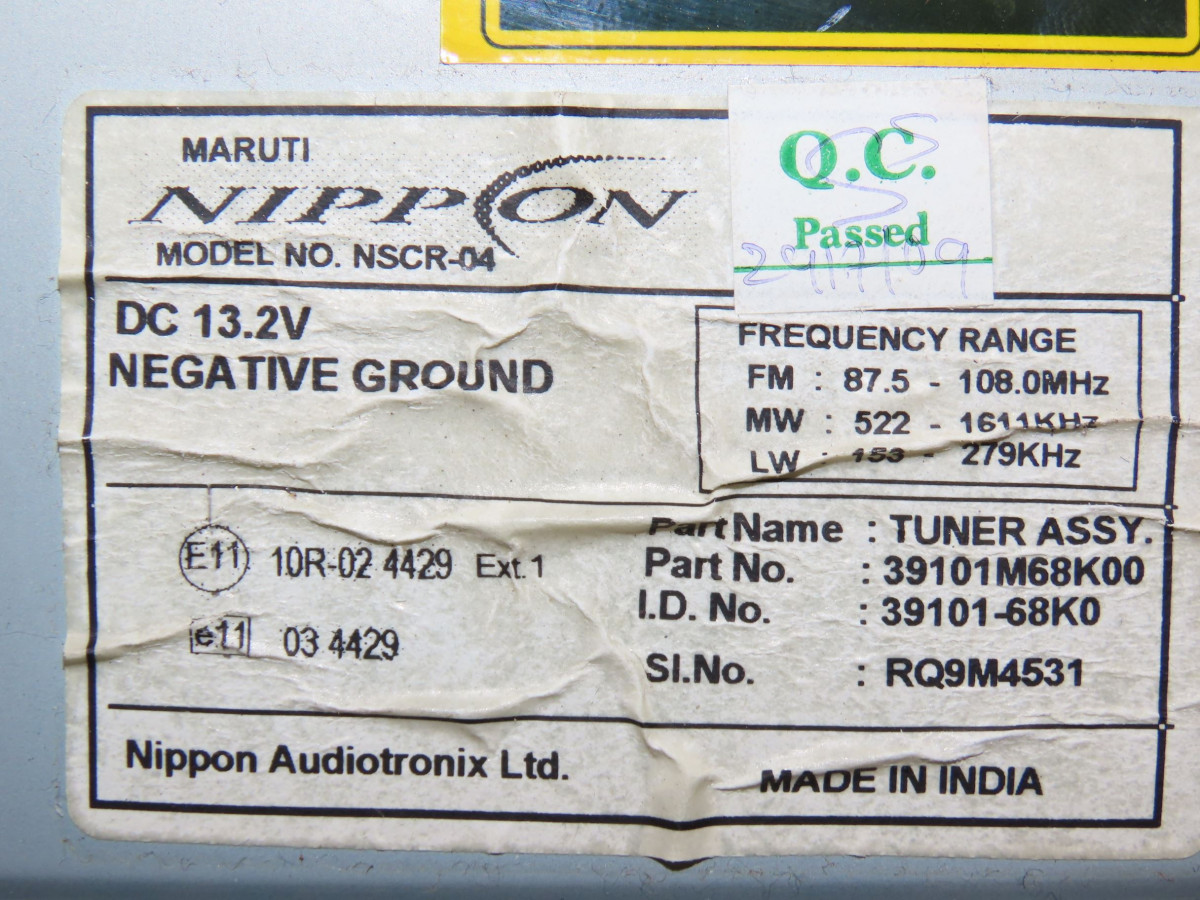 MARUTI
NIPPON
MODEL NO. NSCR-04
Q.C.
Passed
DC 13.2V
NEGATIVE GROUND
FREQUENCY RANGE
FM : 87.5 - 108.0MHz
MW : 522 - 1611KHz
LW : 153 - 279KHz
E11 10R-02 4429 Ext.1
e11 03 4429
Part Name : TUNER ASSY.
Part No. : 39101M68K00
I.D. No. : 39101-68K0
Sl.No. : RQ9M4531
Nippon Audiotronix Ltd.
MADE IN INDIA